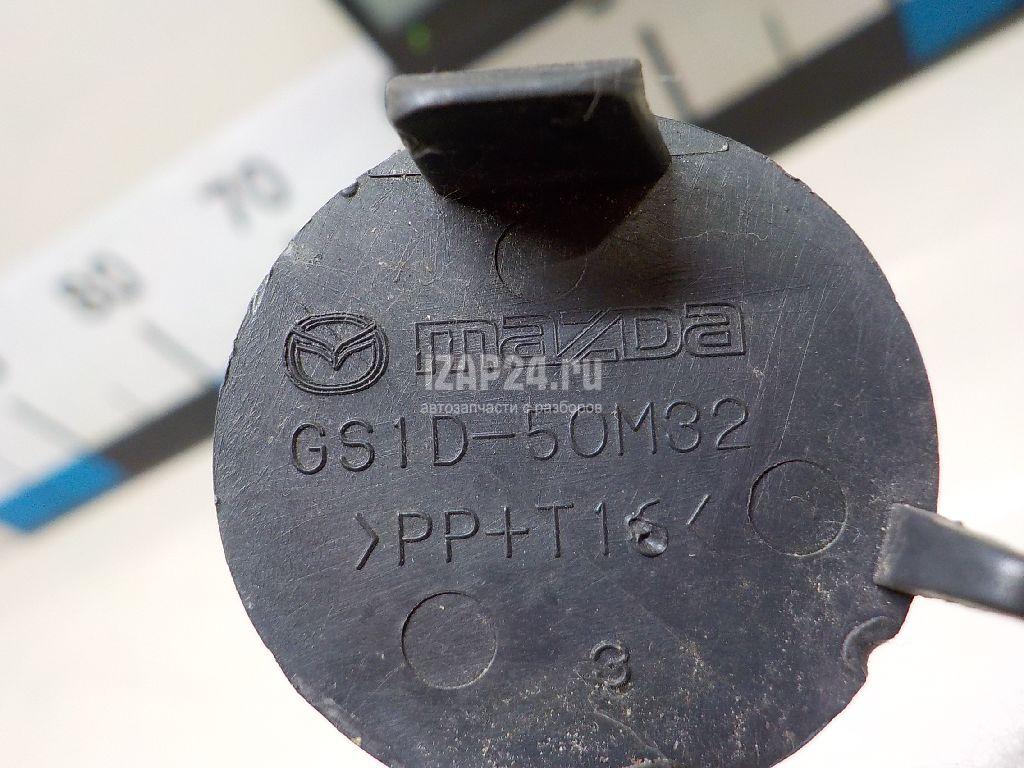 70
80
mazda
IZAP24.ru
автозапчасти с разборов
GS1D-50M32
>PP+T16<
3